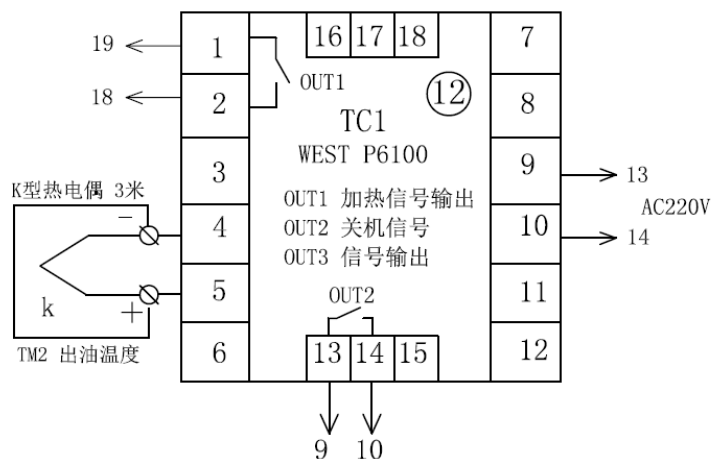 19
1
16 17 18
7
OUT1
12
18
2
TC1
8
WEST P6100
3
9
13
K型热电偶 3米
OUT1 加热信号输出
AC220V
−
4
OUT2 关机信号
10
14
OUT3 信号输出
k
+
5
OUT2
11
TM2 出油温度
6
13 14 15
12
9 10